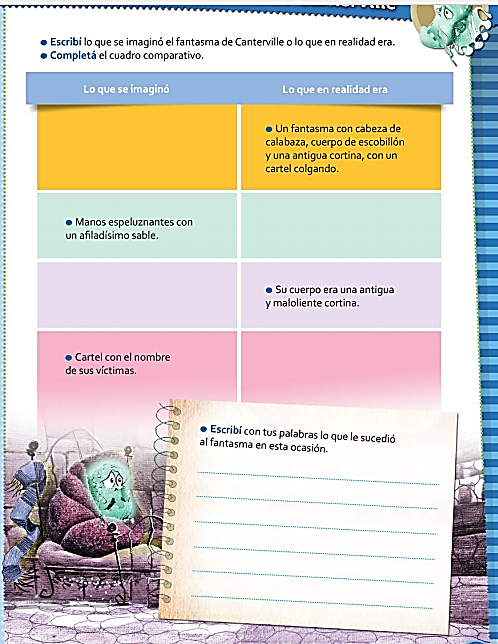 ● Escribí lo que se imaginó el fantasma de Canterville o lo que en realidad era.
● Completá el cuadro comparativo.
Lo que se imaginó
Lo que en realidad era
● Un fantasma con cabeza de
calabaza, cuerpo de escobillón
y una antigua cortina, con un
cartel colgando.
● Manos espeluznantes con
un afiladísimo sable.
● Su cuerpo era una antigua
y maloliente cortina.
● Cartel con el nombre
de sus víctimas.
● Escribí con tus palabras lo que le sucedió
al fantasma en esta ocasión.